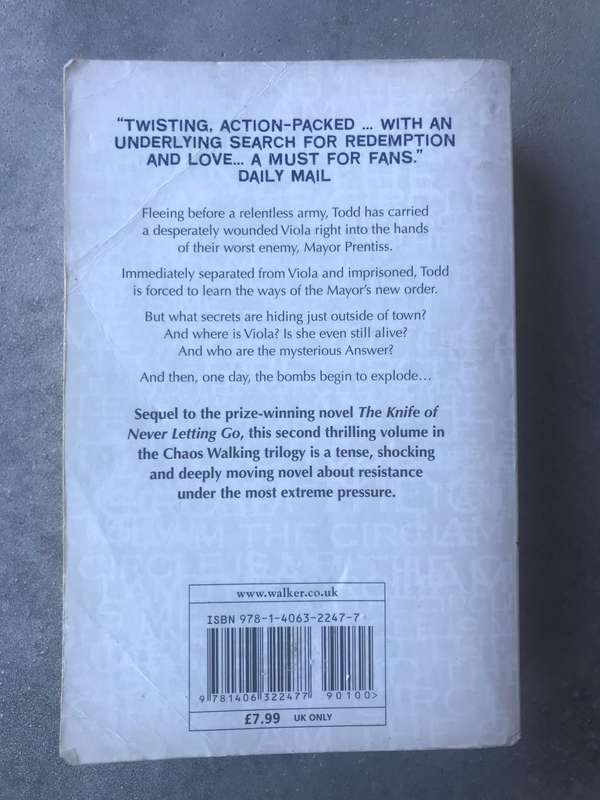 “TWISTING, ACTION-PACKED ... WITH AN
UNDERLYING SEARCH FOR REDEMPTION
AND LOVE... A MUST FOR FANS.”
DAILY MAIL
Fleeing before a relentless army, Todd has carried
a desperately wounded Viola right into the hands
of their worst enemy, Mayor Prentiss.
Immediately separated from Viola and imprisoned, Todd
is forced to learn the ways of the Mayor’s new order.
But what secrets are hiding just outside of town?
And where is Viola? Is she even still alive?
And who are the mysterious Answer?
And then, one day, the bombs begin to explode...
Sequel to the prize-winning novel The Knife of
Never Letting Go, this second thrilling volume in
the Chaos Walking trilogy is a tense, shocking
and deeply moving novel about resistance
under the most extreme pressure.
www.walker.co.uk
ISBN 978-1-4063-2247-7
9 781406 322477 90100>
£7.99 UK ONLY